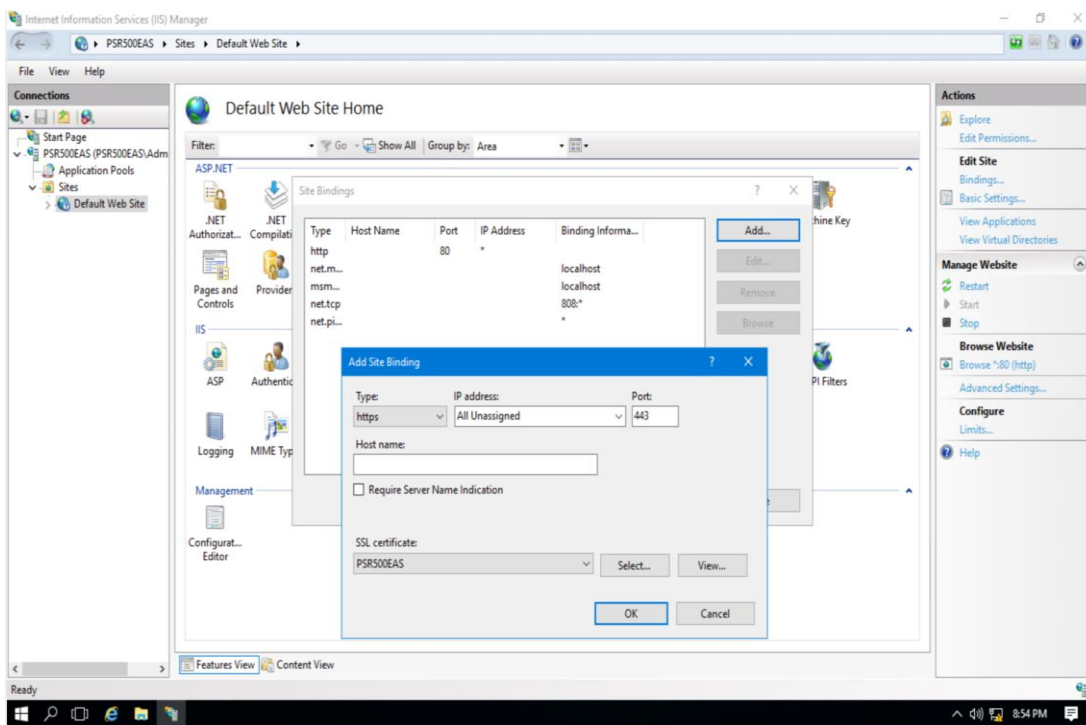 Internet Information Services (IIS) Manager
PSR500EAS Sites Default Web Site
File View Help
Connections
Start Page
PSR500EAS (PSR500EAS\Adm
Application Pools
Sites
Default Web Site
Default Web Site Home
Filter: Go Show All Group by: Area
ASP.NET
.NET Authorizat...
.NET Compilati
hine Key
Pages and Controls
Provider
IIS
ASP
Authentic
PI Filters
Logging
MIME Typ
Management
Configurat... Editor
Site Bindings
Type Host Name Port IP Address Binding Informa...
http 80 *
net.m... localhost
msm... localhost
net.tcp 808:*
net.pi... *
Add...
Edit...
Remove
Browse
Add Site Binding
Type: IP address: Port:
https All Unassigned 443
Host name:
Require Server Name Indication
SSL certificate:
PSR500EAS Select... View...
OK Cancel
Features View Content View
Actions
Explore
Edit Permissions...
Edit Site
Bindings...
Basic Settings...
View Applications
View Virtual Directories
Manage Website
Restart
Start
Stop
Browse Website
Browse *:80 (http)
Advanced Settings...
Configure
Limits...
Help
Ready
8:54 PM